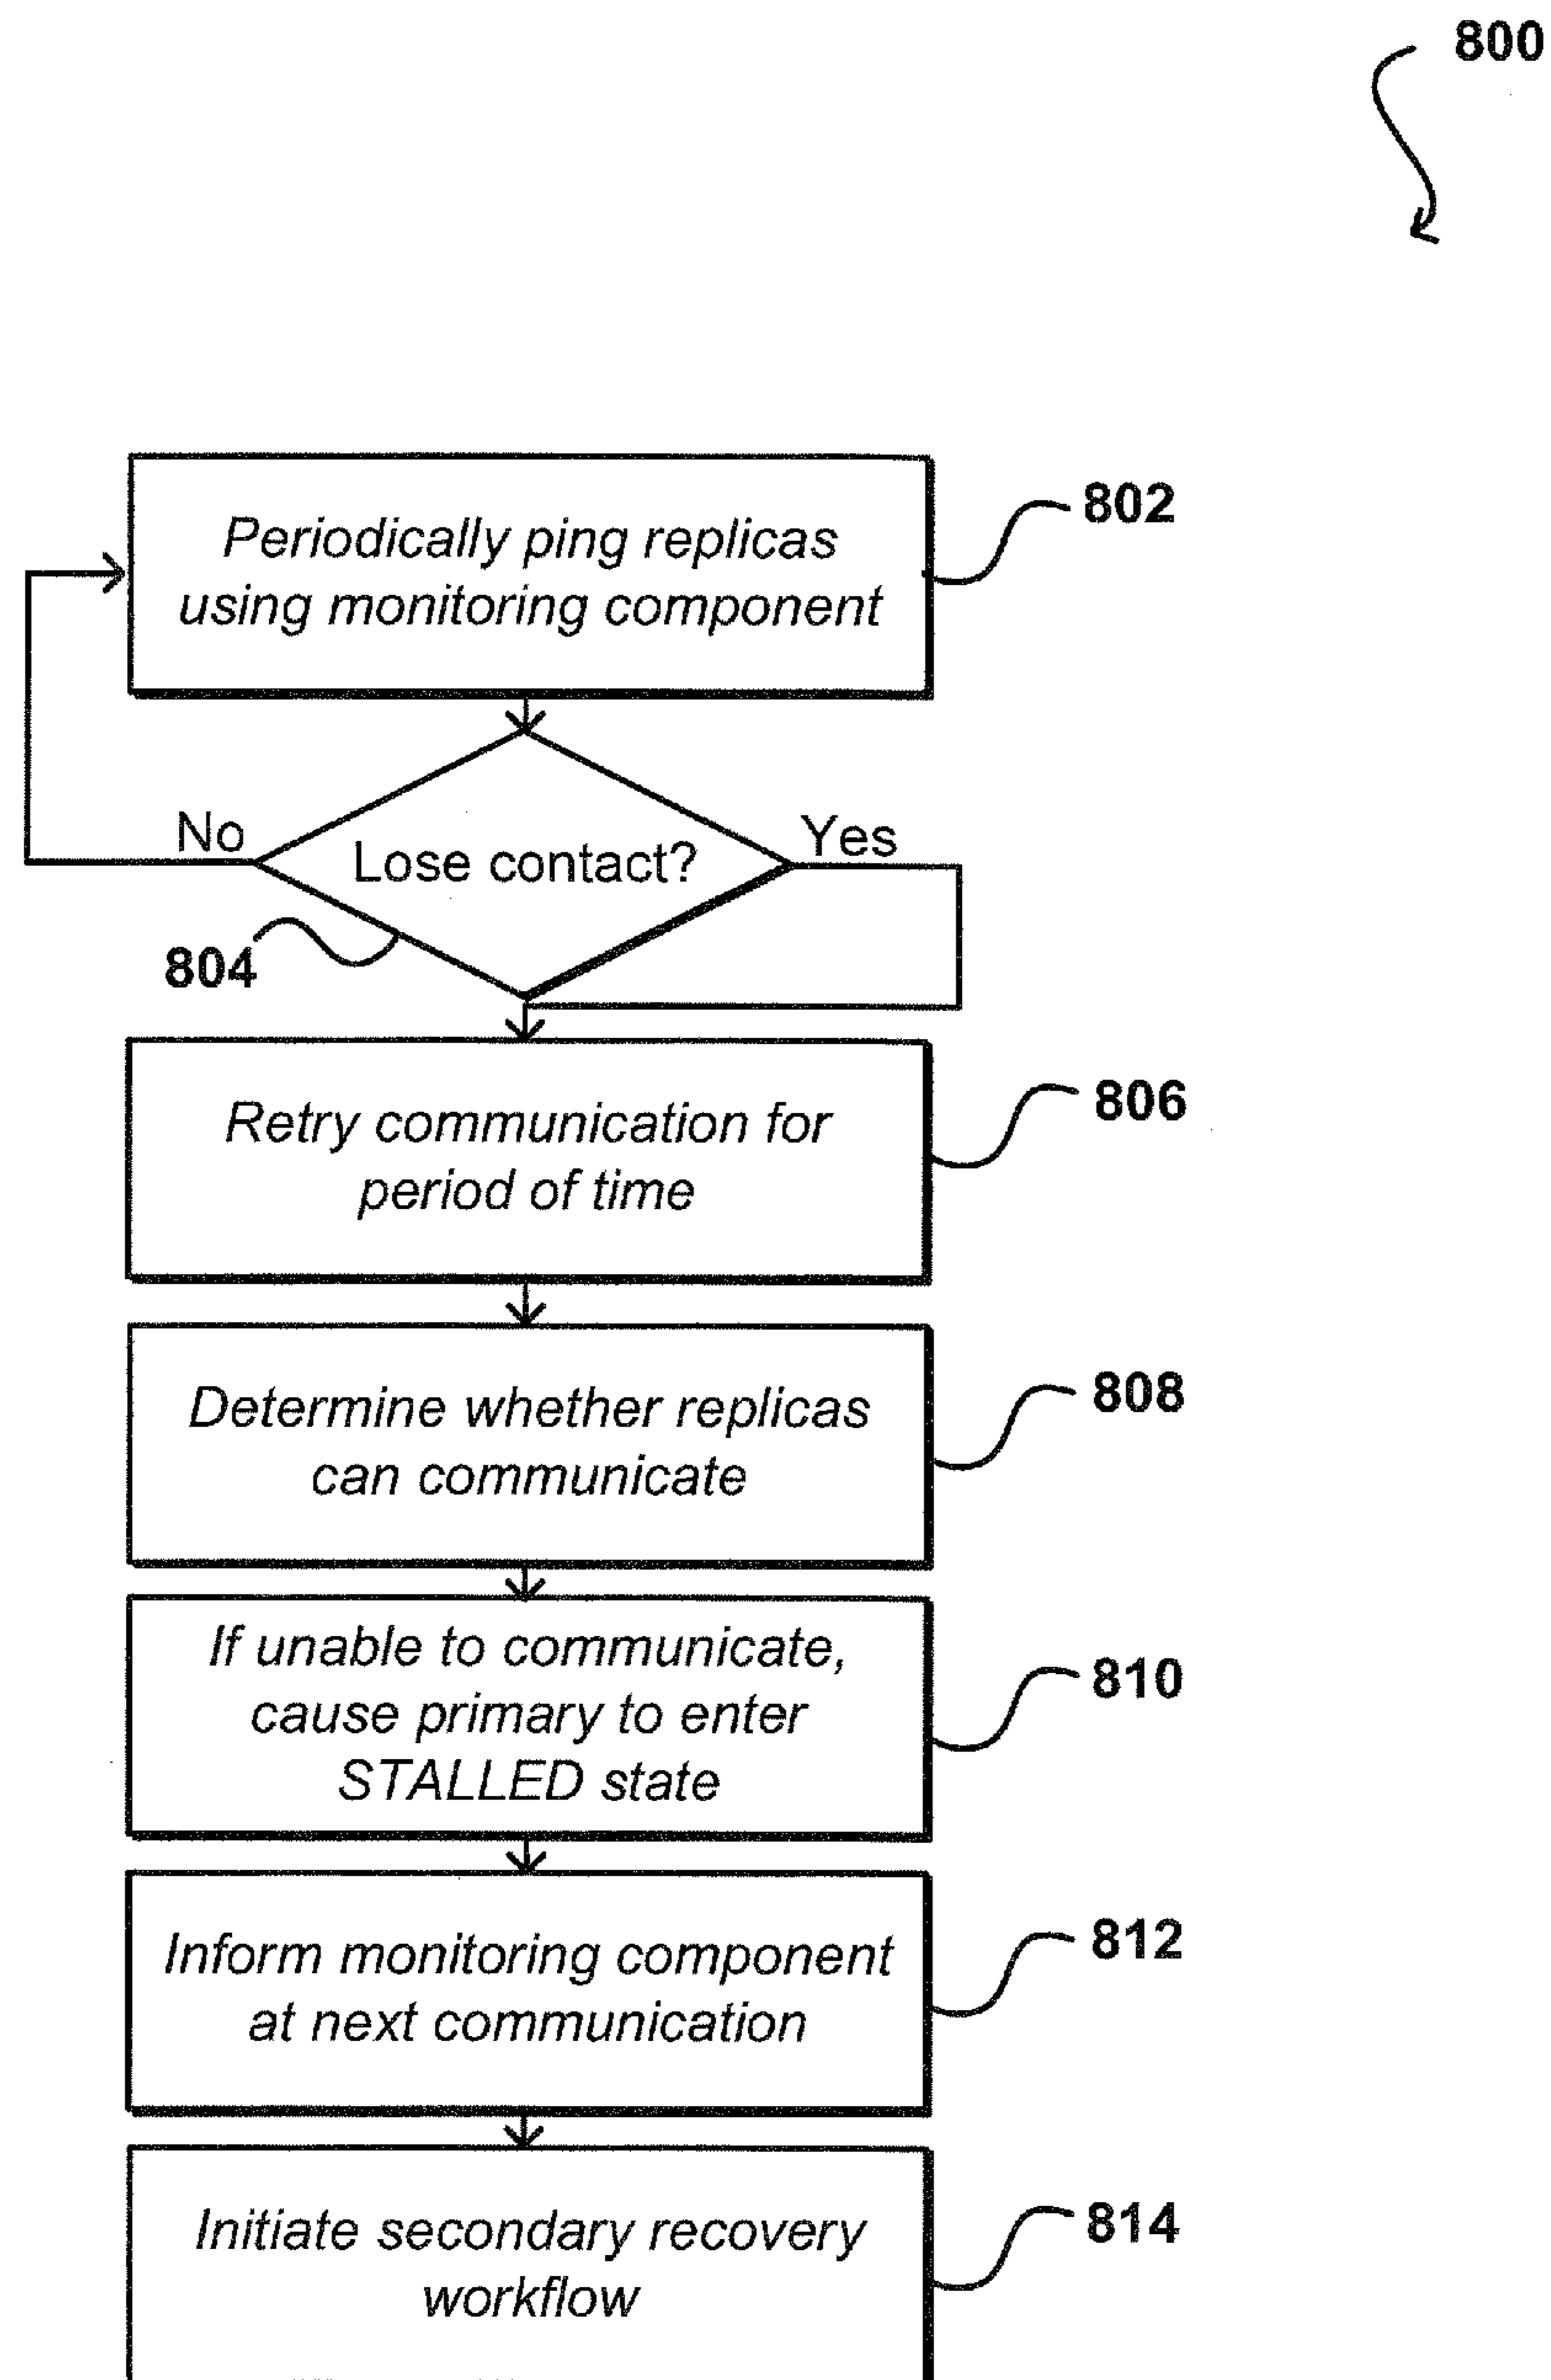 800
Periodically ping replicas
using monitoring component
802
No
Lose contact?
Yes
804
Retry communication for
period of time
806
Determine whether replicas
can communicate
808
If unable to communicate,
cause primary to enter
STALLED state
810
Inform monitoring component
at next communication
812
Initiate secondary recovery
workflow
814